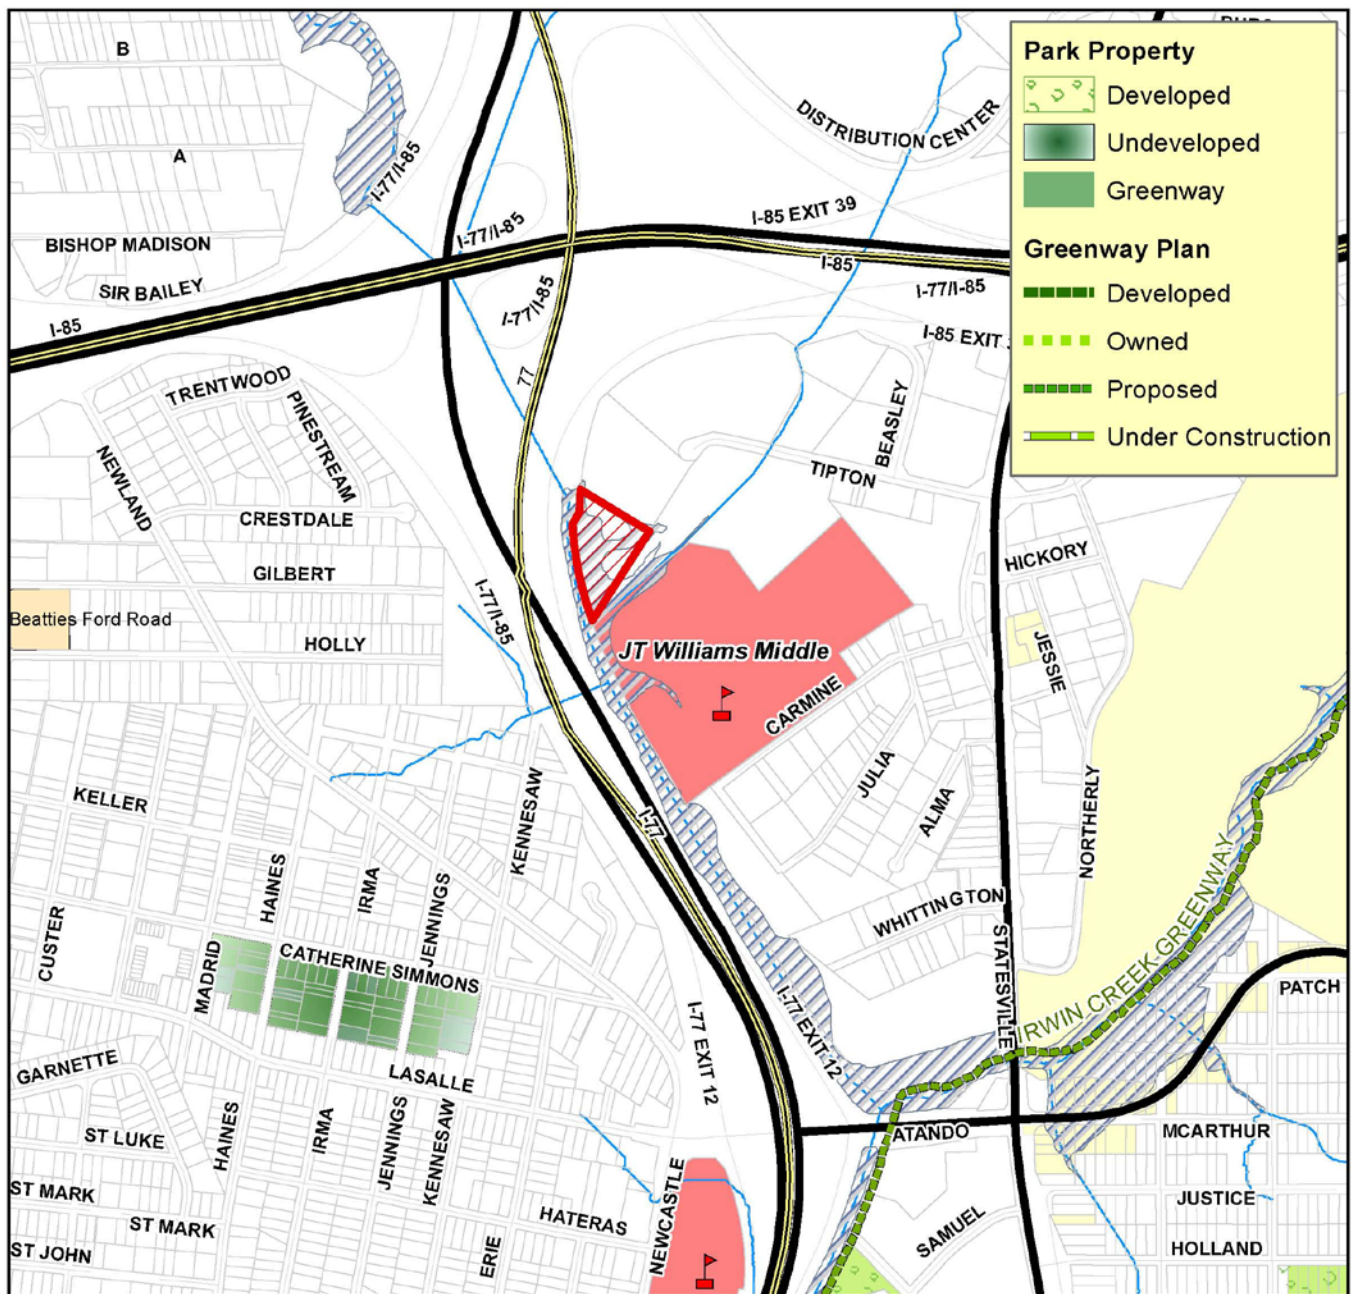 B
A
BISHOP MADISON
SIR BAILEY
I-85
I-77/I-85
I-77/I-85
I-77/I-85
77
DISTRIBUTION CENTER
I-85 EXIT 39
I-85
I-77/I-85
I-85 EXIT
Park Property
Developed
Undeveloped
Greenway
Greenway Plan
Developed
Owned
Proposed
Under Construction
TRENTWOOD
PINESTREAM
NEWLAND
CRESTDALE
GILBERT
Beatties Ford Road
HOLLY
I-77/I-85
BEASLEY
TIPTON
HICKORY
JESSIE
JT Williams Middle
CARMINE
JULIA
ALMA
NORTHERLY
KELLER
KENNESAW
I-77
HAINES
IRMA
JENNINGS
CUSTER
MADRID
CATHERINE SIMMONS
WHITTINGTON
STATESVILLE
IRWIN CREEK GREENWAY
PATCH
I-77 EXIT 12
I-77 EXIT 12
GARNETTE
LASALLE
ST LUKE
HAINES
IRMA
JENNINGS
KENNESAW
ATANDO
MCARTHUR
ST MARK
ST MARK
JUSTICE
HATERAS
NEWCASTLE
SAMUEL
ST JOHN
ERIE
HOLLAND